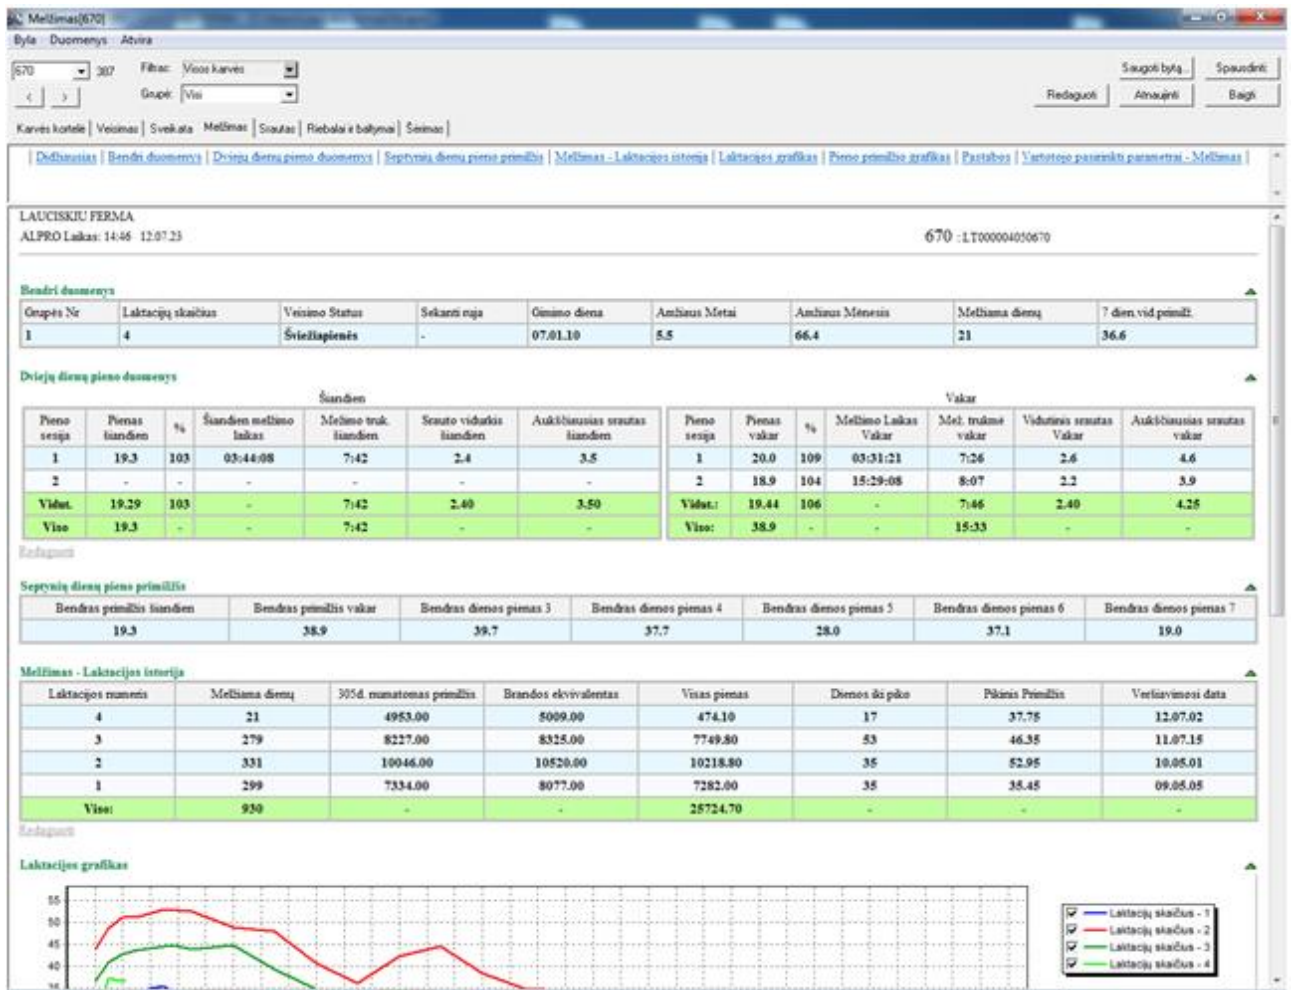 Melžimas[670]
Byla Duomenys Atvira
670 387 Filtras: Visos karvės Saugoti bylą... Spausdinti
< > Grupė: Visi Redaguoti Atnaujinti Baigti
Karvės kortelė Veisimas Sveikata Melžimas Srautas Riebalai ir baltymai Šėrimas
| Didžiausias | Bendri duomenys | Dviejų dienų pieno duomenys | Septynių dienų pieno primilžis | Melžimas - Laktacijos istorija | Laktacijos grafikas | Pieno primilžio grafikas | Pastabos | Vartotojo pasirinkti parametrai - Melžimas |
LAUCISKIU FERMA
ALPRO Laikas: 14:46 12.07.23 670 :LT000004050670
Bendri duomenys
Grupės Nr Laktacijų skaičius Veisimo Status Sekanti ruja Gimimo diena Amžiaus Metai Amžiaus Mėnesis Melžiama dienų 7 dien.vid.primilž.
1 4 Šviežiapienės - 07.01.10 5.5 66.4 21 36.6
Dviejų dienų pieno duomenys
Šiandien Vakar
Pieno sesija Pienas šiandien % Šiandien melžimo laikas Melžimo truk. šiandien Srauto vidurkis šiandien Aukščiausias srautas šiandien Pieno sesija Pienas vakar % Melžimo Laikas Vakar Mel. trukmė vakar Vidutinis srautas Vakar Aukščiausias srautas vakar
1 19.3 103 03:44:08 7:42 2.4 3.5 1 20.0 109 03:31:21 7:26 2.6 4.6
2 - - - - - - 2 18.9 104 15:29:08 8:07 2.2 3.9
Vidut. 19.29 103 - 7:42 2.40 3.50 Vidut.: 19.44 106 - 7:46 2.40 4.25
Viso 19.3 - - 7:42 - - Viso: 38.9 - - 15:33 - -
Redaguoti
Septynių dienų pieno primilžis
Bendras primilžis šiandien Bendras primilžis vakar Bendras dienos pienas 3 Bendras dienos pienas 4 Bendras dienos pienas 5 Bendras dienos pienas 6 Bendras dienos pienas 7
19.3 38.9 39.7 37.7 28.0 37.1 19.0
Melžimas - Laktacijos istorija
Laktacijos numeris Melžiama dienų 305d. numatomas primilžis Brandos ekvivalentas Visas pienas Dienos iki piko Pikinis Primilžis Veršiavimosi data
4 21 4953.00 5009.00 474.10 17 37.75 12.07.02
3 279 8227.00 8325.00 7749.80 53 46.35 11.07.15
2 331 10046.00 10520.00 10218.80 35 52.95 10.05.01
1 299 7334.00 8077.00 7282.00 35 35.45 09.05.05
Viso: 930 - - 25724.70 - - -
Redaguoti
Laktacijos grafikas
55
50
45
40
Laktacijų skaičius - 1
Laktacijų skaičius - 2
Laktacijų skaičius - 3
Laktacijų skaičius - 4